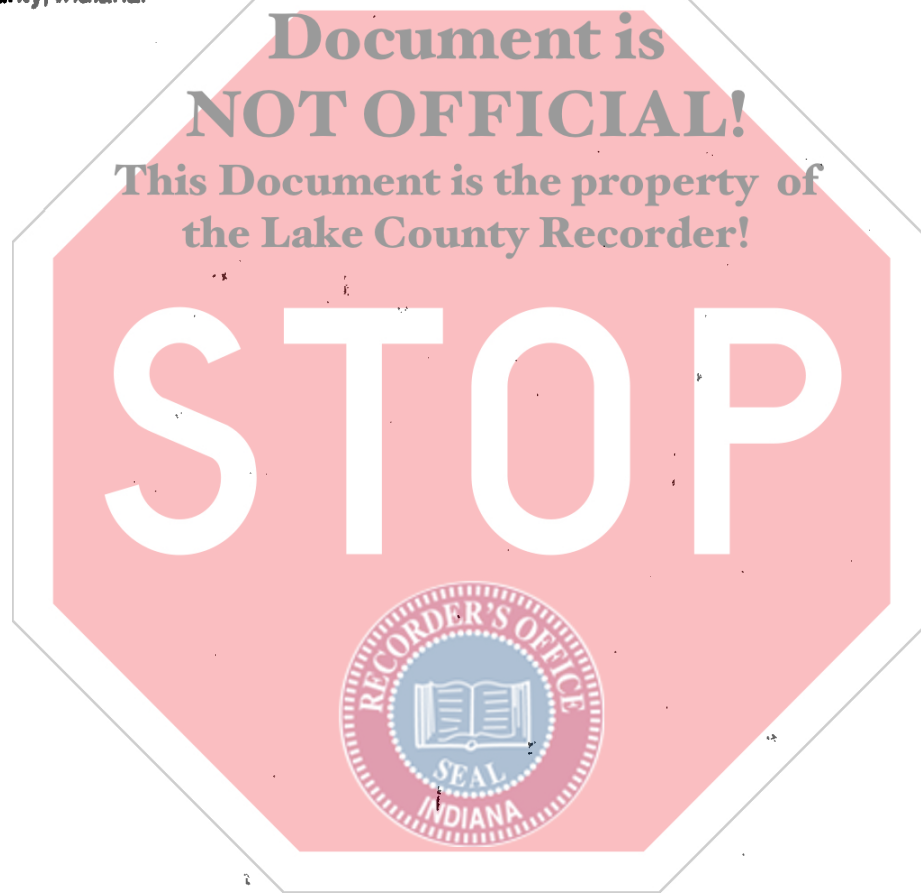 Indiana.
Document is
NOT OFFICIAL!
This Document is the property of
the Lake County Recorder!
STOP
RECORDER'S OFFICE
SEAL
INDIANA